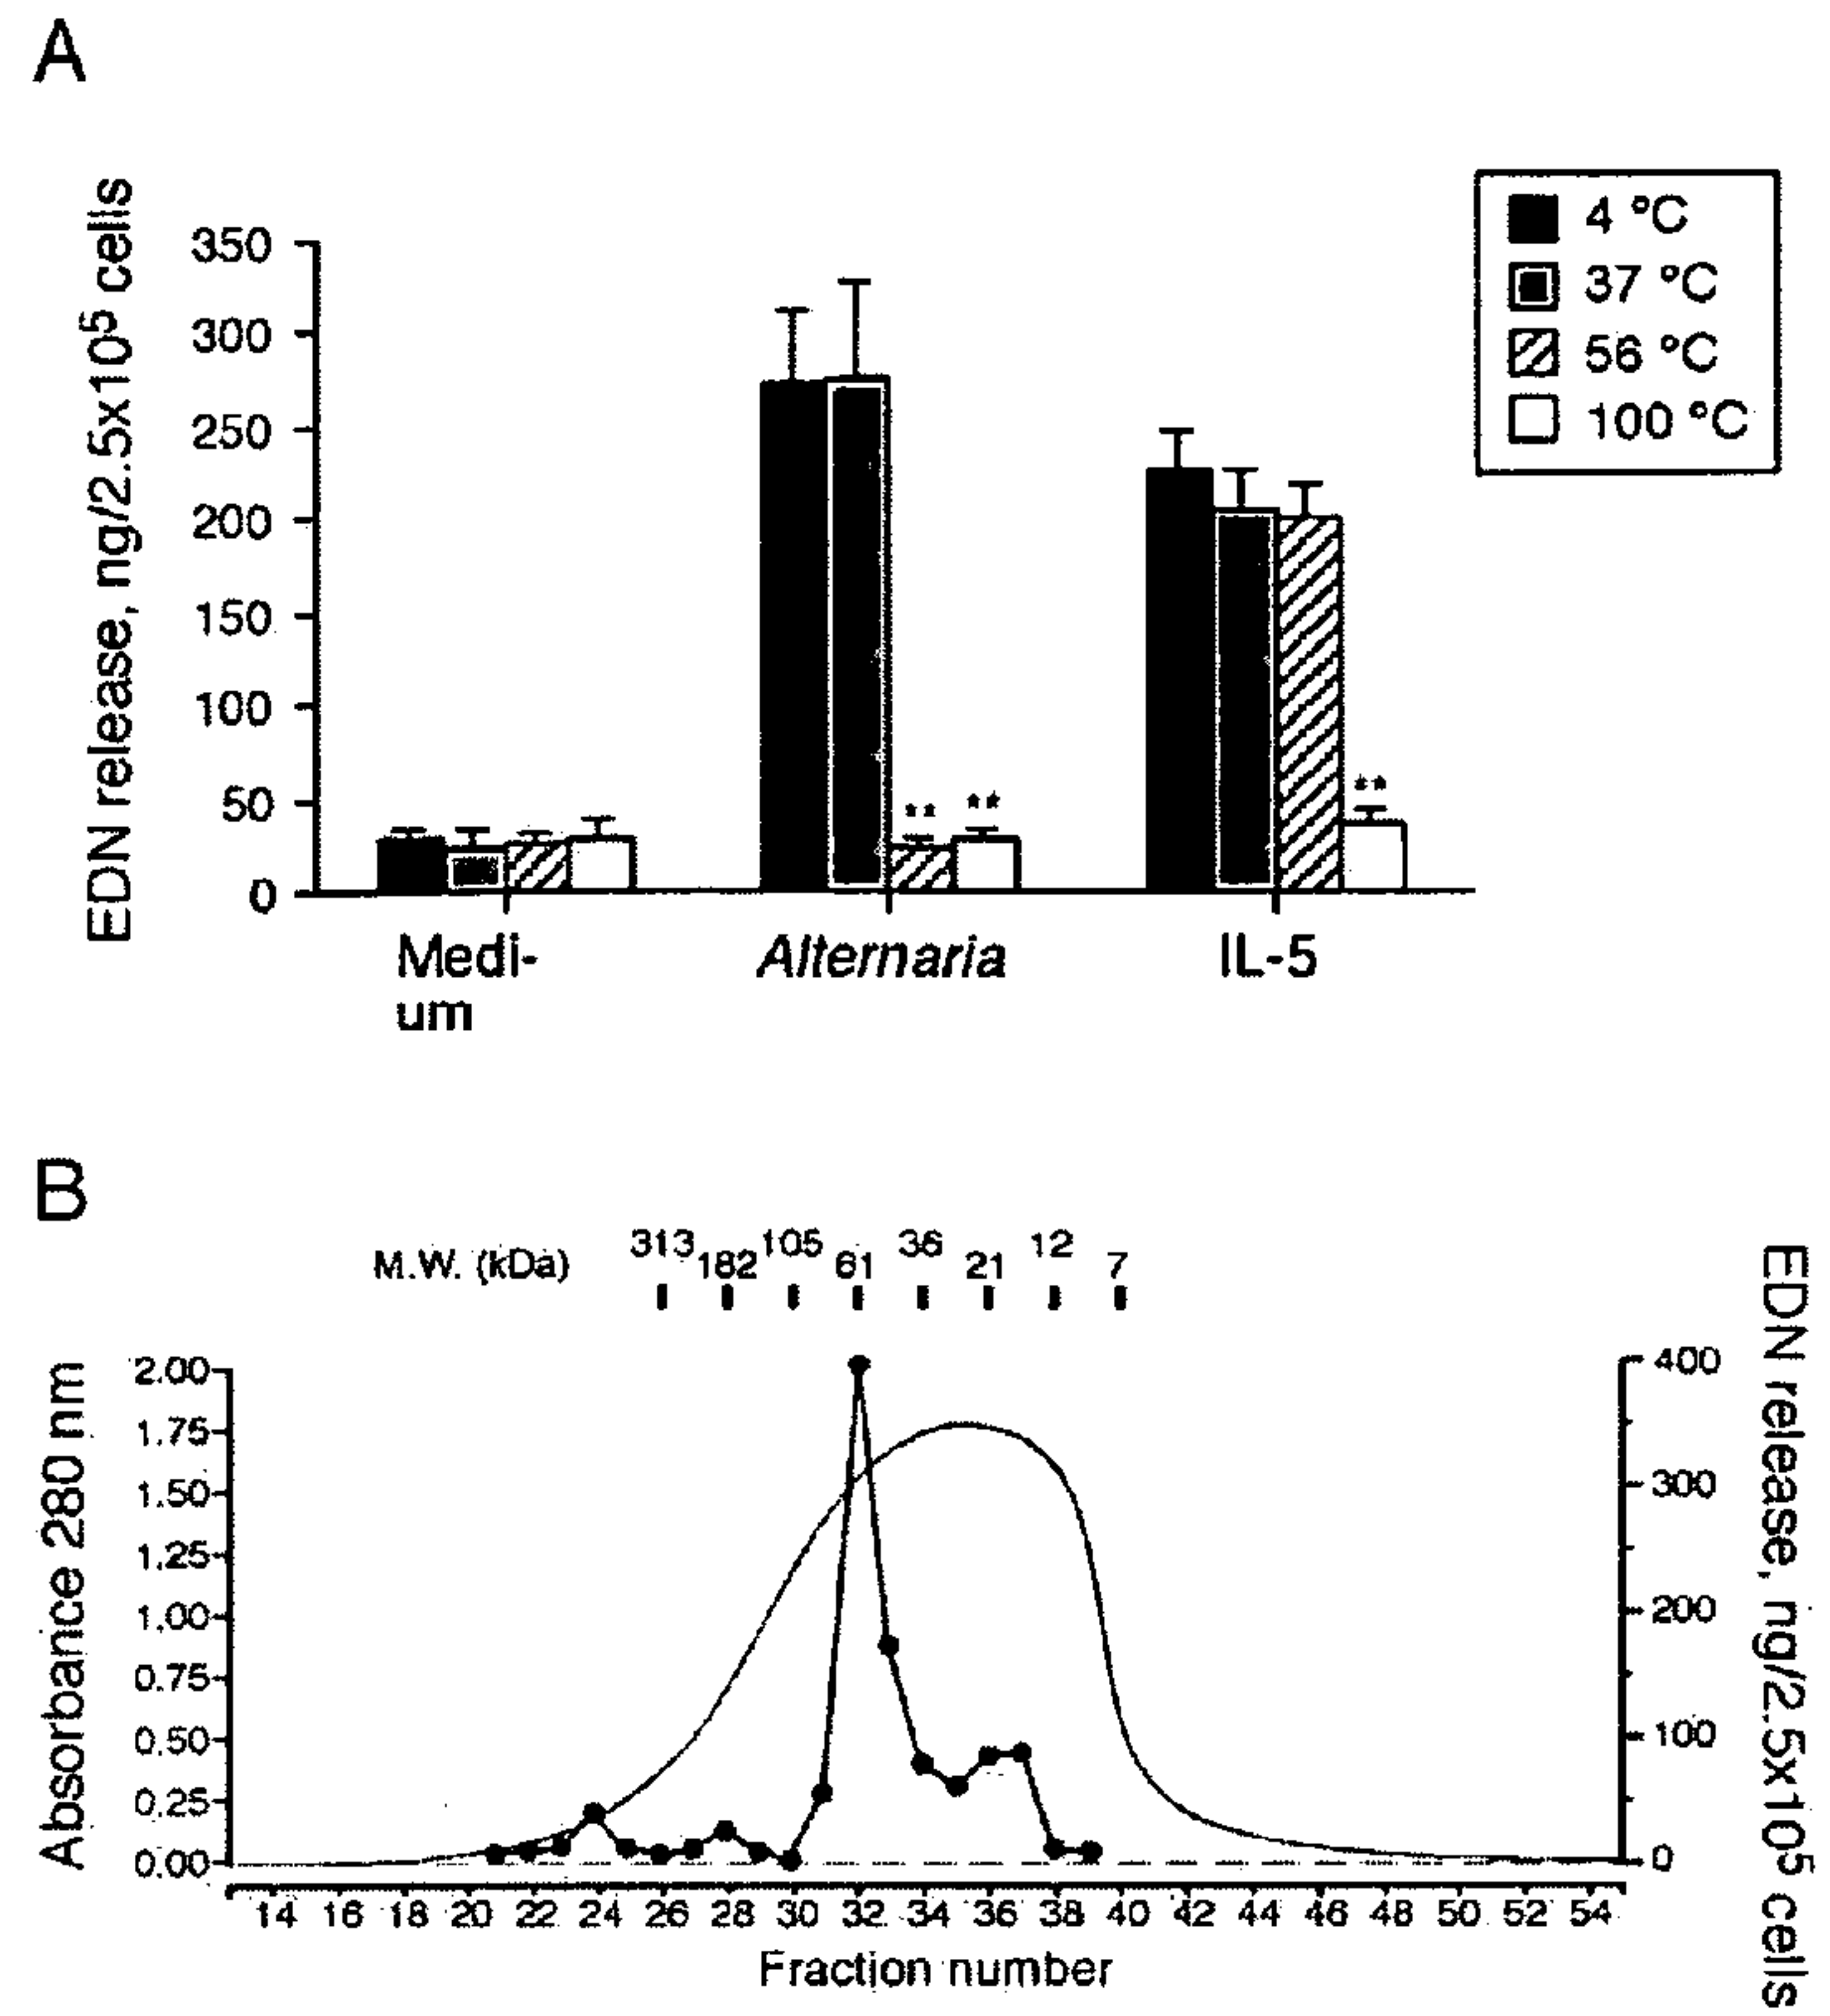 A
EDN release, ng/2.5x10⁵ cells
350
300
250
200
150
100
50
0
4 °C
37 °C
56 °C
100 °C
** **
**
Medi-
um
Alternaria
IL-5
B
M.W. (kDa)
313 182 105 61 36 21 12 7
Absorbance 280 nm
2.00
1.75
1.50
1.25
1.00
0.75
0.50
0.25
0.00
EDN release, ng/2.5x10⁵ cells
400
300
200
100
0
14 16 18 20 22 24 26 28 30 32 34 36 38 40 42 44 46 48 50 52 54
Fraction number